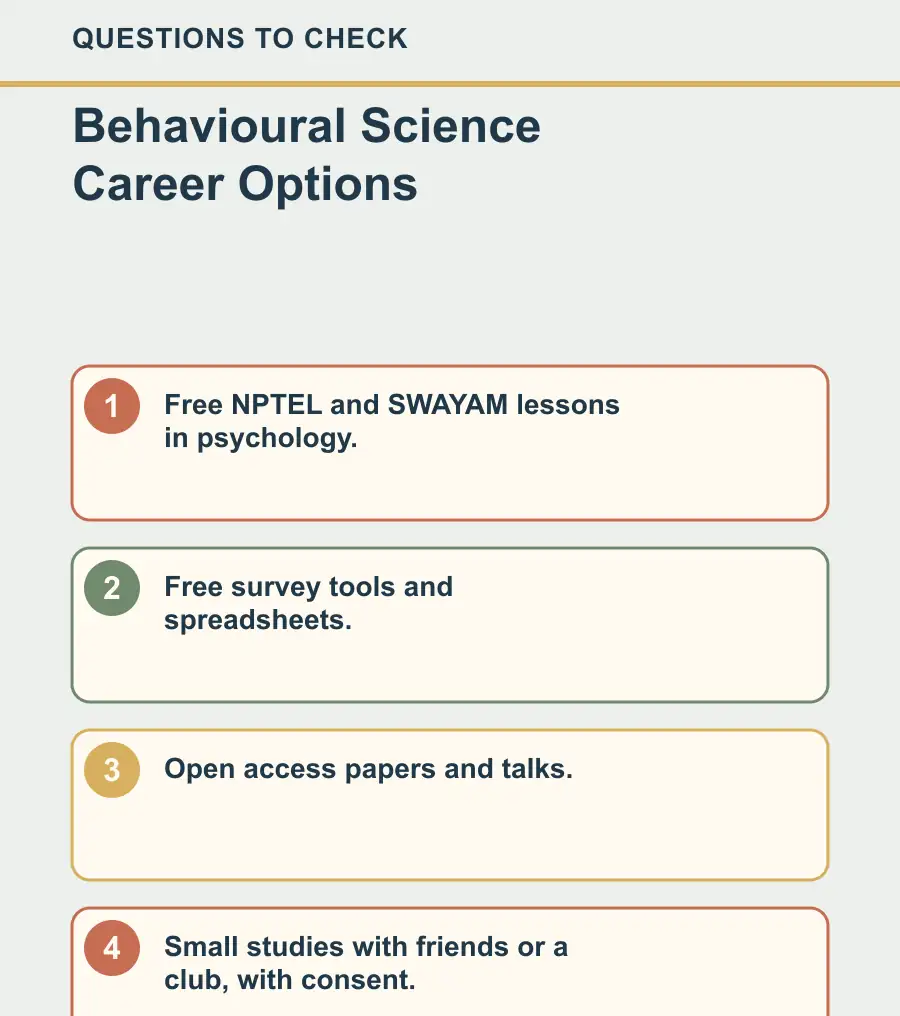 QUESTIONS TO CHECK
Behavioural Science
Career Options
1
Free NPTEL and SWAYAM lessons
in psychology.
2
Free survey tools and
spreadsheets.
3
Open access papers and talks.
4
Small studies with friends or a
club, with consent.